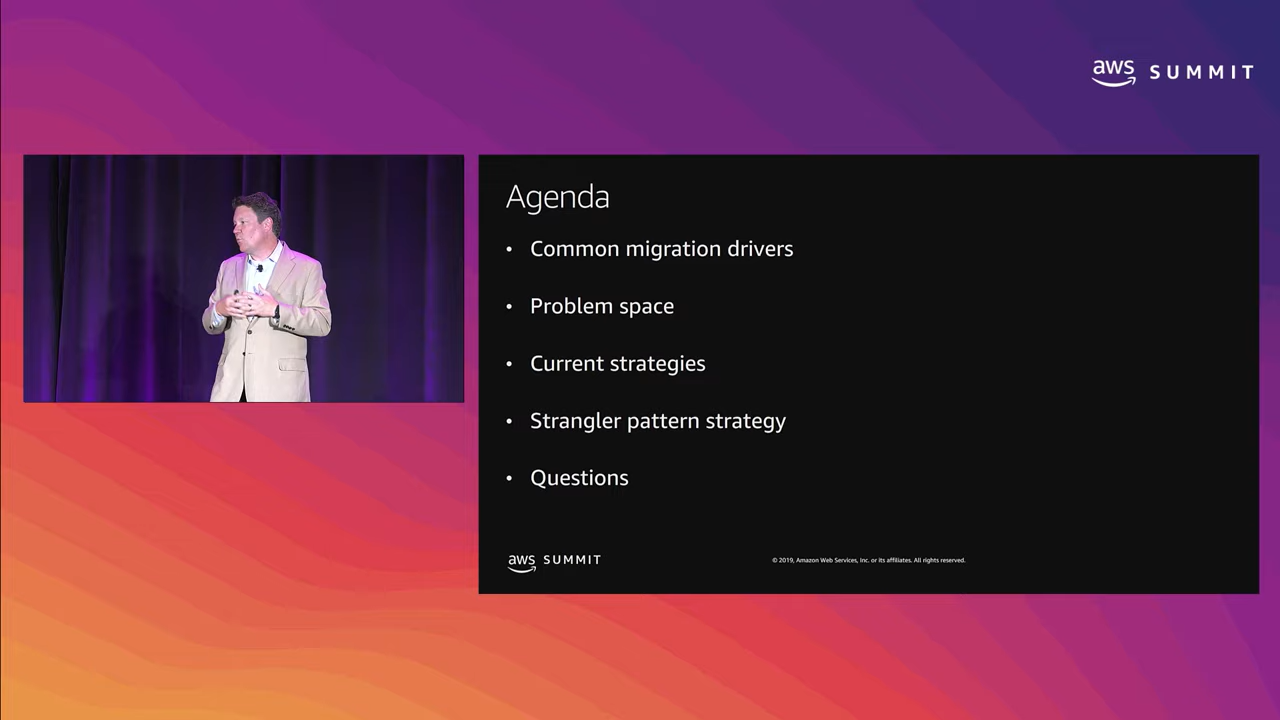 aws SUMMIT
Agenda
• Common migration drivers
• Problem space
• Current strategies
• Strangler pattern strategy
• Questions
aws SUMMIT
© 2019, Amazon Web Services, Inc. or its affiliates. All rights reserved.